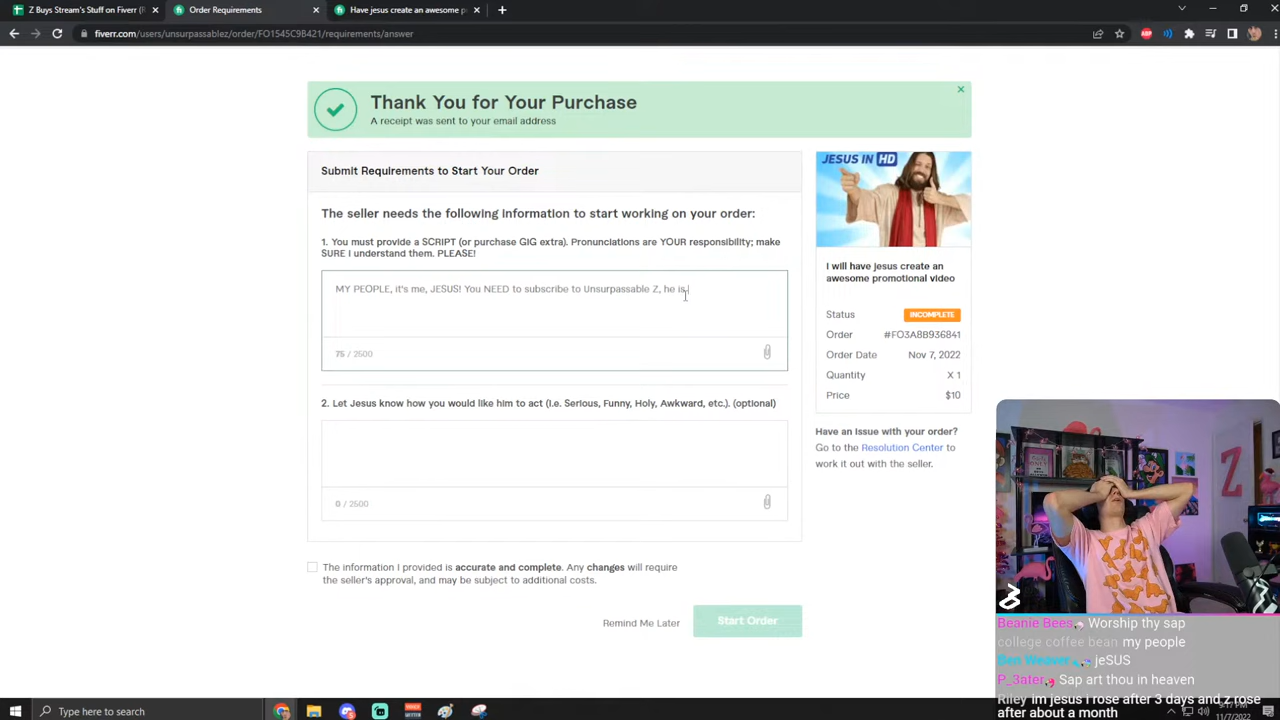 Z Buys Stream's Stuff on Fiverr (
Order Requirements
Have jesus create an awesome p
fiverr.com/users/unsurpassablez/order/FO1545C9B421/requirements/answer
Thank You for Your Purchase
A receipt was sent to your email address
Submit Requirements to Start Your Order
The seller needs the following information to start working on your order:
1. You must provide a SCRIPT (or purchase GIG extra). Pronunciations are YOUR responsibility; make
SURE I understand them. PLEASE!
MY PEOPLE, it's me, JESUS! You NEED to subscribe to Unsurpassable Z, he is
75 / 2500
2. Let Jesus know how you would like him to act (I.e. Serious, Funny, Holy, Awkward, etc.). (optional)
0 / 2500
The information I provided is accurate and complete. Any changes will require
the seller's approval, and may be subject to additional costs.
Remind Me Later
Start Order
JESUS IN HD
I will have jesus create an
awesome promotional video
Status INCOMPLETE
Order #FO3A8B936841
Order Date Nov 7, 2022
Quantity X 1
Price $10
Have an issue with your order?
Go to the Resolution Center to
work it out with the seller.
Beanie Bees Worship thy sap
college coffee bean my people
Ben Weaver jeSUS
P_3ater Sap art thou in heaven
Riley im jesus i rose after 3 days and z rose
after about a month
Type here to search
9:17 PM
11/7/2022